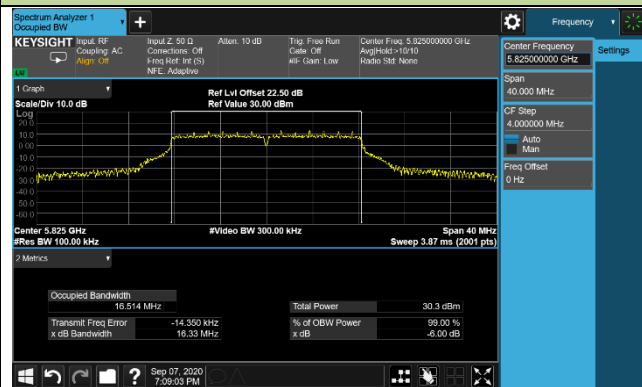 Spectrum Analyzer 1
Occupied BW
+
Frequency
KEYSIGHT Input: RF
Coupling: AC
Align: Off
Input Z: 50 Ω
Corrections: Off
Freq Ref: Int (S)
NFE: Adaptive
Atten: 10 dB
Trig: Free Run
Gate: Off
#IF Gain: Low
Center Freq: 5.825000000 GHz
Avg|Hold:>10/10
Radio Std: None
Center Frequency
5.825000000 GHz
Settings
Span
40.000 MHz
CF Step
4.000000 MHz
Auto
Man
Freq Offset
0 Hz
1 Graph
Scale/Div 10.0 dB
Ref Lvl Offset 22.50 dB
Ref Value 30.00 dBm
Log
20.0
10.0
0.00
-10.0
-20.0
-30.0
-40.0
-50.0
-60.0
Center 5.825 GHz
#Res BW 100.00 kHz
#Video BW 300.00 kHz
Span 40 MHz
Sweep 3.87 ms (2001 pts)
2 Metrics
Occupied Bandwidth
16.514 MHz
Total Power 30.3 dBm
Transmit Freq Error -14.350 kHz
% of OBW Power 99.00 %
x dB Bandwidth 16.33 MHz
x dB -6.00 dB
?
Sep 07, 2020
7:09:03 PM